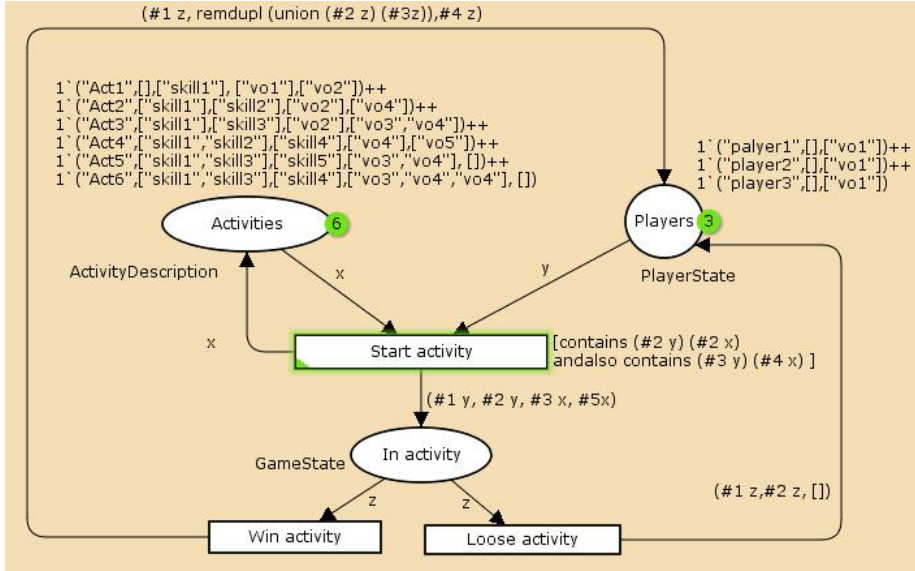 (#1 z, remdupl (union (#2 z) (#3z)),#4 z)
1`("Act1",[],["skill1"], ["vo1"],["vo2"])++
1`("Act2",["skill1"],["skill2"],["vo2"],["vo4"])++
1`("Act3",["skill1"],["skill3"],["vo2"],["vo3","vo4"])++
1`("Act4",["skill1","skill2"],["skill4"],["vo4"],["vo5"])++
1`("Act5",["skill1","skill3"],["skill5"],["vo3","vo4"], [])++
1`("Act6",["skill1","skill3"],["skill4"],["vo3","vo4","vo4"], [])
1`("palyer1",[],["vo1"])++
1`("player2",[],["vo1"])++
1`("player3",[],["vo1"])
Activities
6
Players
3
ActivityDescription
PlayerState
x
y
x
Start activity
[contains (#2 y) (#2 x)
andalso contains (#3 y) (#4 x) ]
(#1 y, #2 y, #3 x, #5x)
In activity
GameState
z
z
(#1 z,#2 z, [])
Win activity
Loose activity